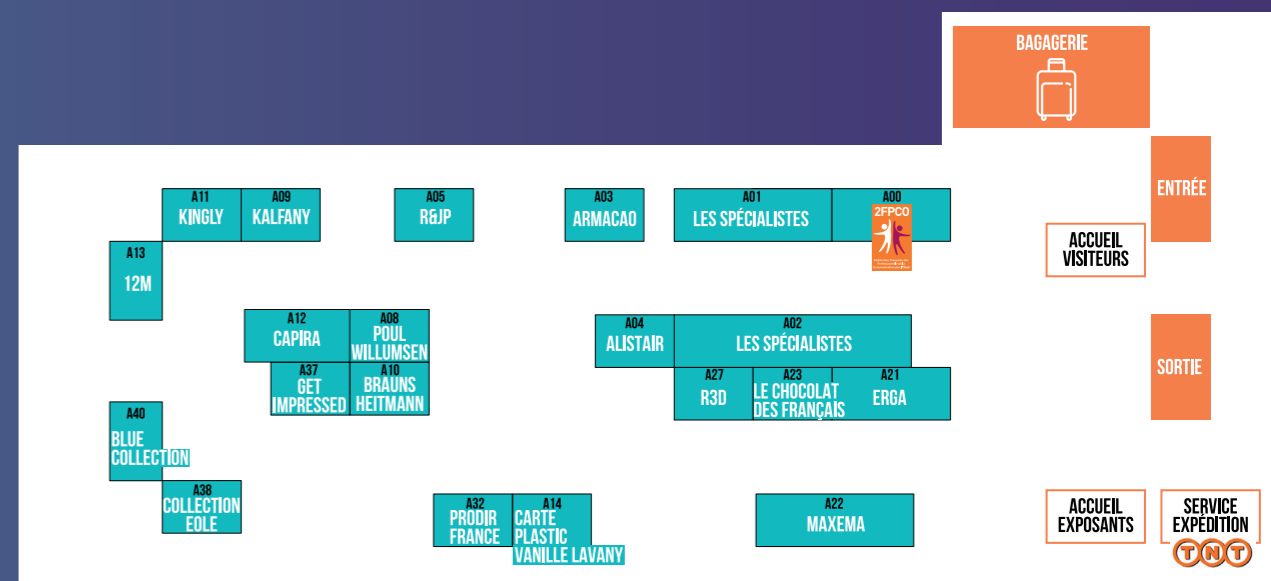 BAGAGERIE
ENTRÉE
A11
KINGLY
A09
KALFANY
A05
R&JP
A03
ARMACAO
A01
LES SPÉCIALISTES
A00
2FPCO
ACCUEIL
VISITEURS
A13
12M
A12
CAPIRA
A08
POUL
WILLUMSEN
A04
ALISTAIR
A02
LES SPÉCIALISTES
SORTIE
A37
GET
IMPRESSED
A10
BRAUNS
HEITMANN
A27
R3D
A23
LE CHOCOLAT
DES FRANÇAIS
A21
ERGA
A40
BLUE
COLLECTION
A38
COLLECTION
EOLE
A32
PRODIR
FRANCE
A14
CARTE
PLASTIC
VANILLE LAVANY
A22
MAXEMA
ACCUEIL
EXPOSANTS
SERVICE
EXPÉDITION
TNT